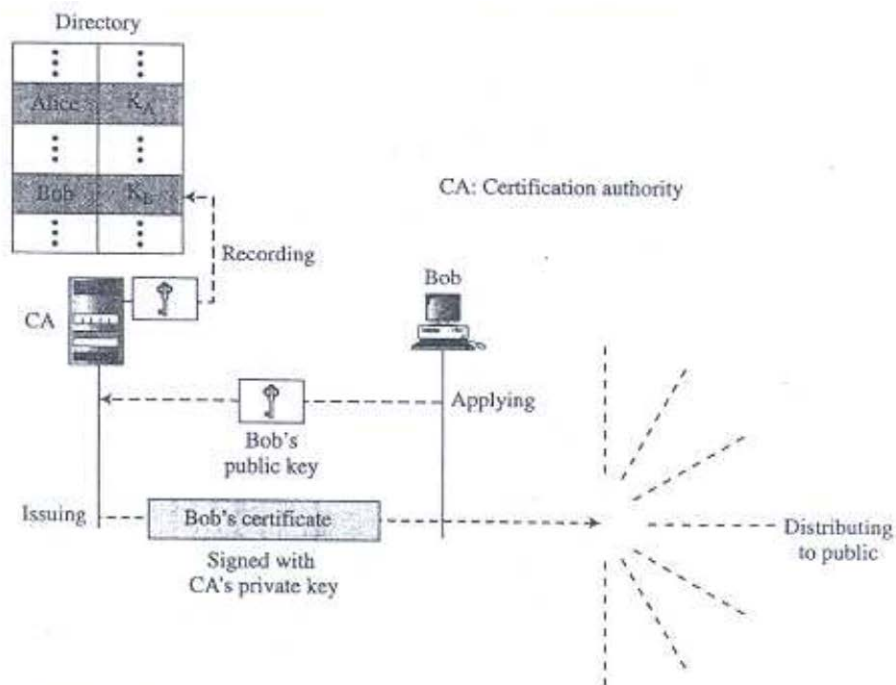 Directory
Alice K_A
Bob K_B
CA: Certification authority
Recording
Bob
CA
Applying
Bob's
public key
Issuing
Bob's certificate
Distributing
to public
Signed with
CA's private key